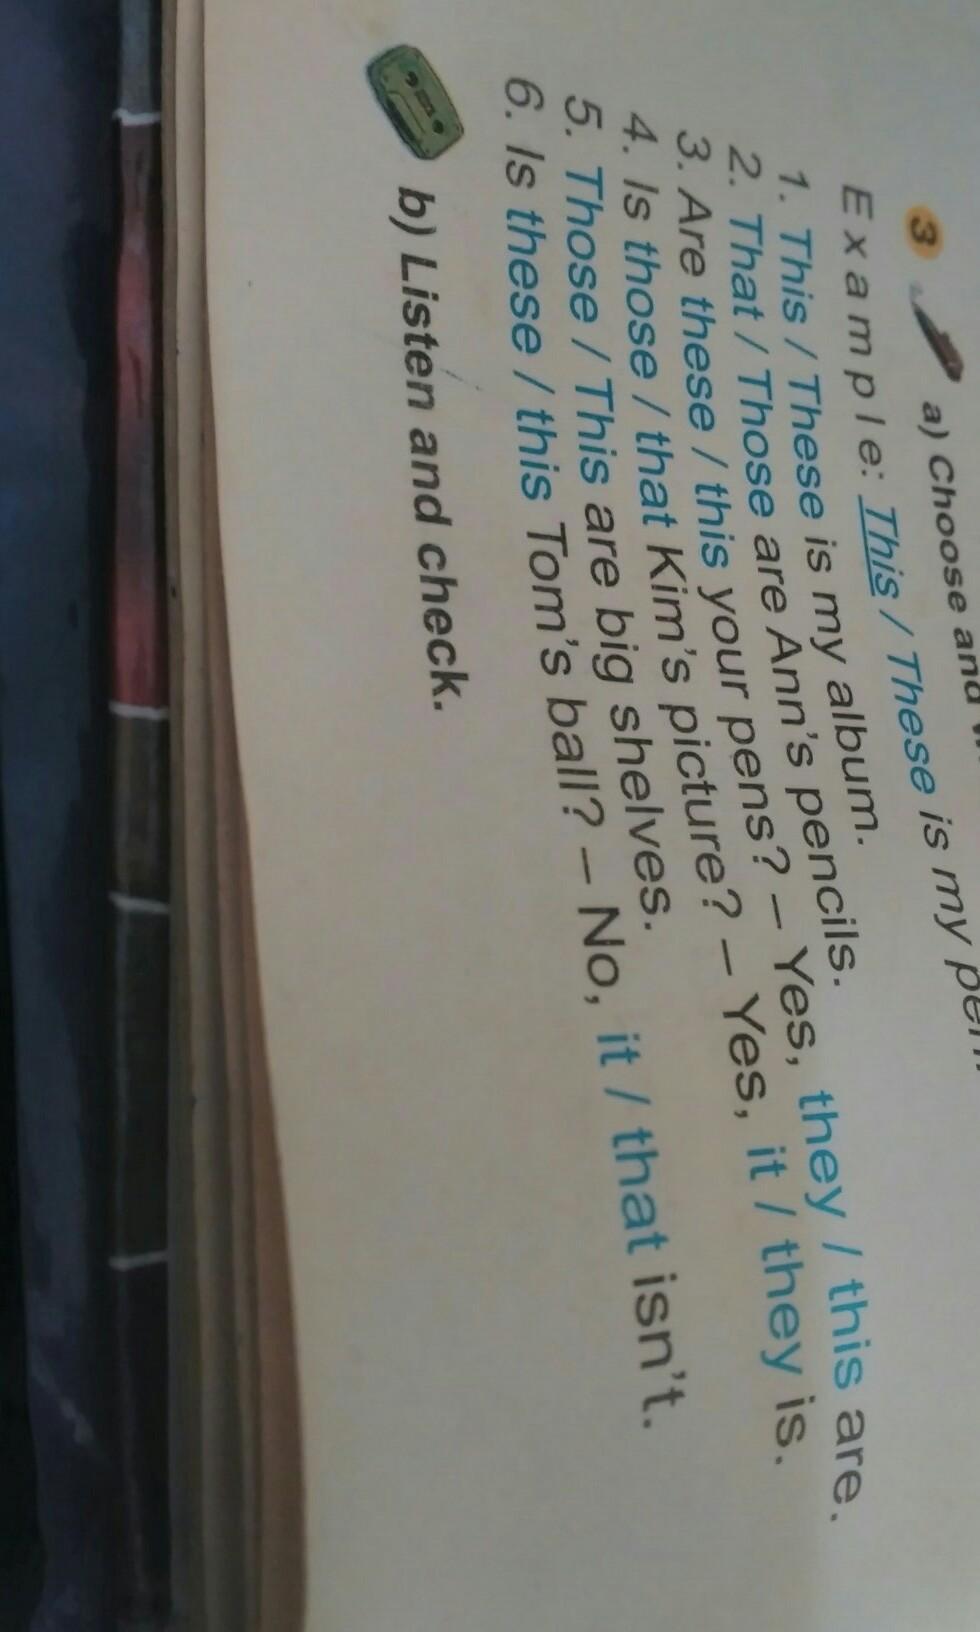 3 a) Choose and
Example: This / These is my
1. This / These is my album.
2. That / Those are Ann's pencils.
3. Are these / this your pens? – Yes, they / this are.
4. Is those / that Kim's picture? – Yes, it / they is.
5. Those / This are big shelves.
6. Is these / this Tom's ball? – No, it / that isn't.
b) Listen and check.